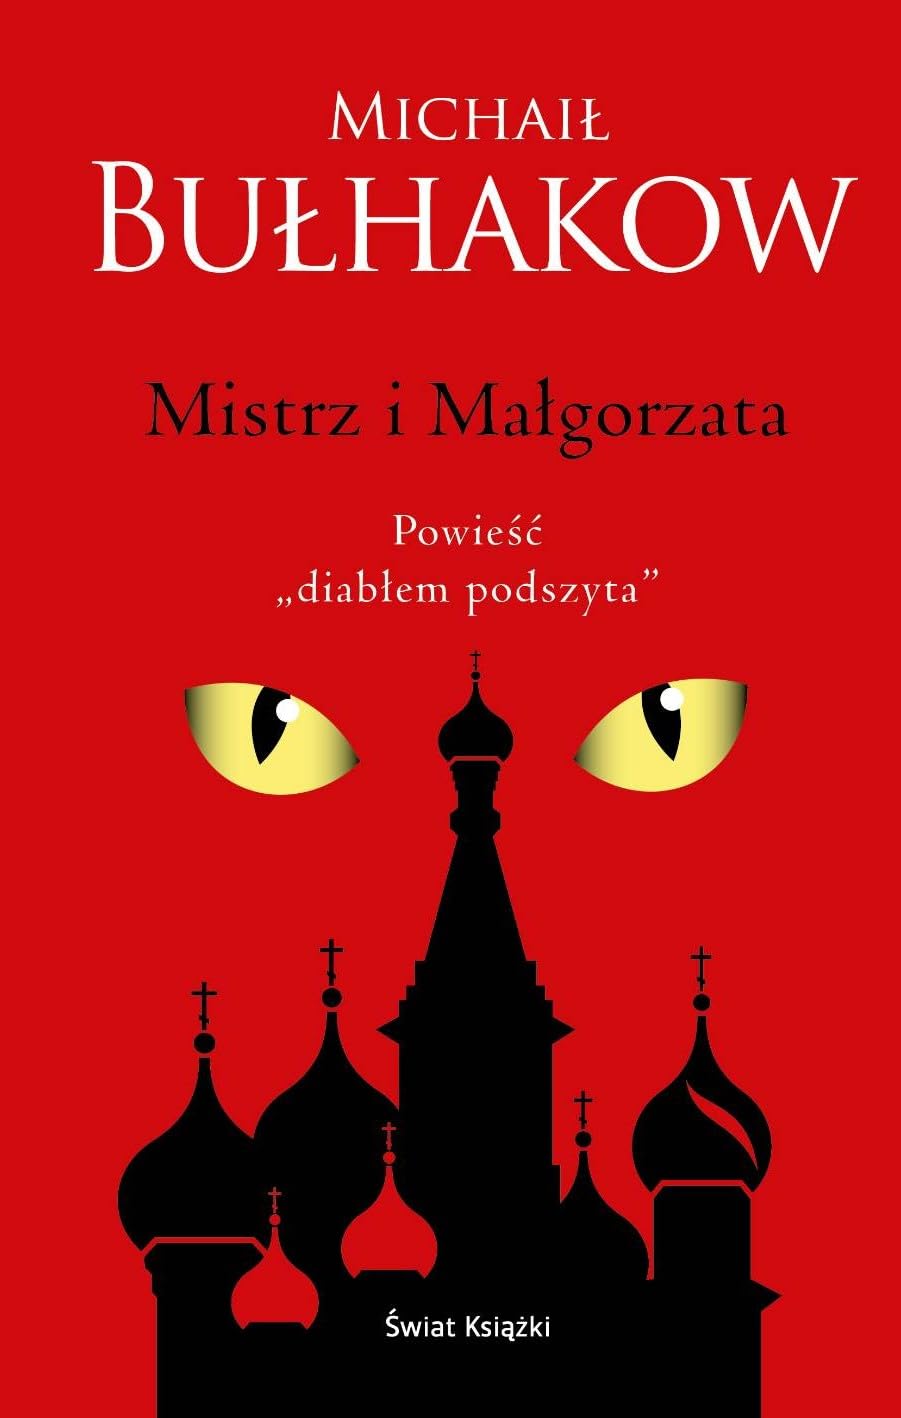 MICHAIŁ
BUŁHAKOW
Mistrz i Małgorzata
Powieść
„diabłem podszyta”
Świat Książki